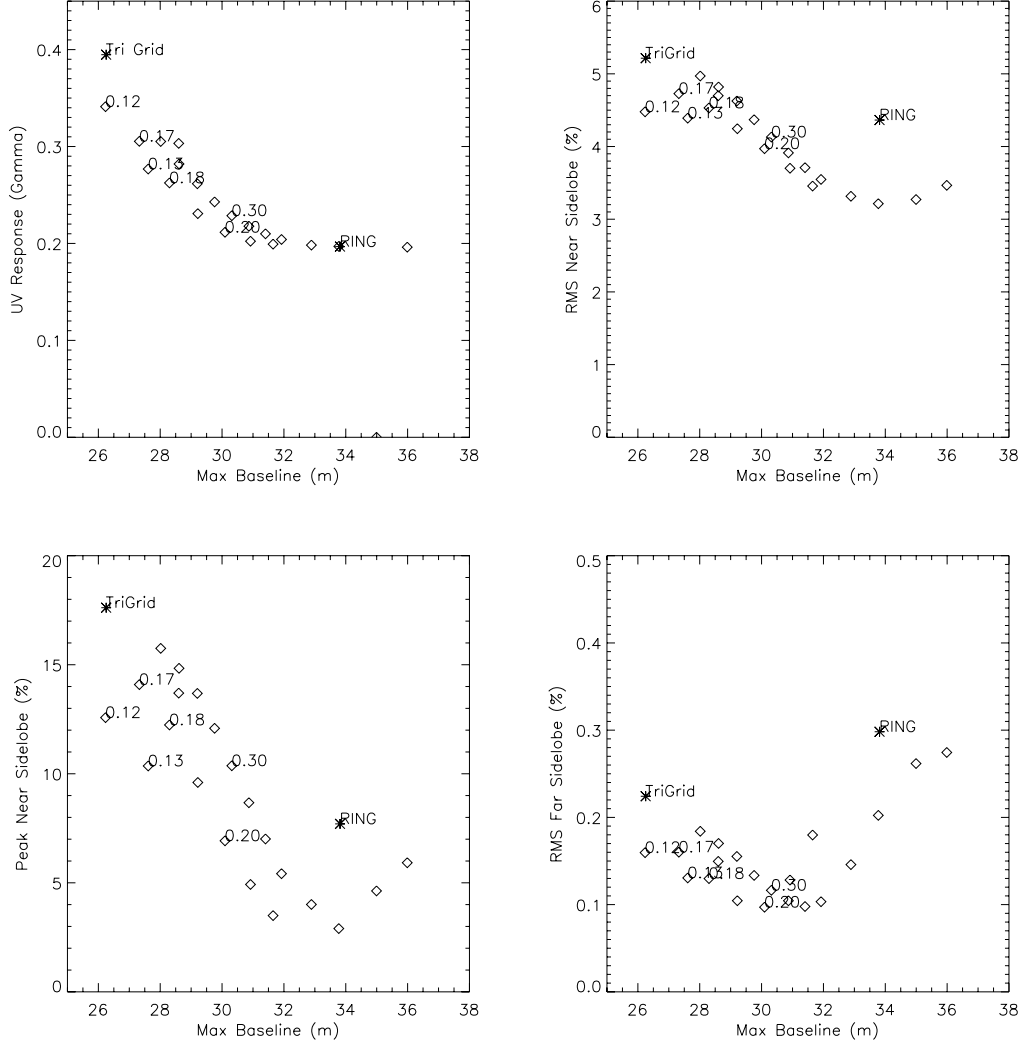 0.4
0.3
0.2
0.1
0.0
UV Response (Gamma)
Tri Grid
0.12
0.17
0.13
0.18
0.30
0.20
RING
26 28 30 32 34 36 38
Max Baseline (m)
6
5
4
3
2
1
0
RMS Near Sidelobe (%)
TriGrid
0.17
0.12
0.13
0.18
0.30
0.20
RING
26 28 30 32 34 36 38
Max Baseline (m)
20
15
10
5
0
Peak Near Sidelobe (%)
TriGrid
0.17
0.12
0.18
0.13
0.30
0.20
RING
26 28 30 32 34 36 38
Max Baseline (m)
0.5
0.4
0.3
0.2
0.1
0.0
RMS Far Sidelobe (%)
RING
TriGrid
0.12
0.17
0.13
0.18
0.30
0.20
26 28 30 32 34 36 38
Max Baseline (m)